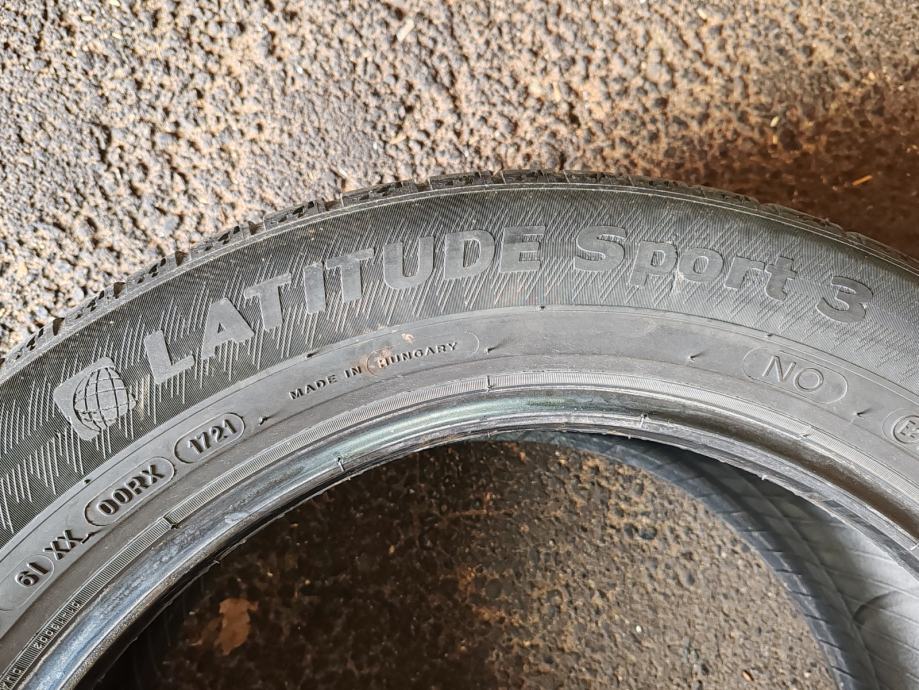 LATITUDE Sport 3
MADE IN HUNGARY
NO
61 XX 00RX 1721